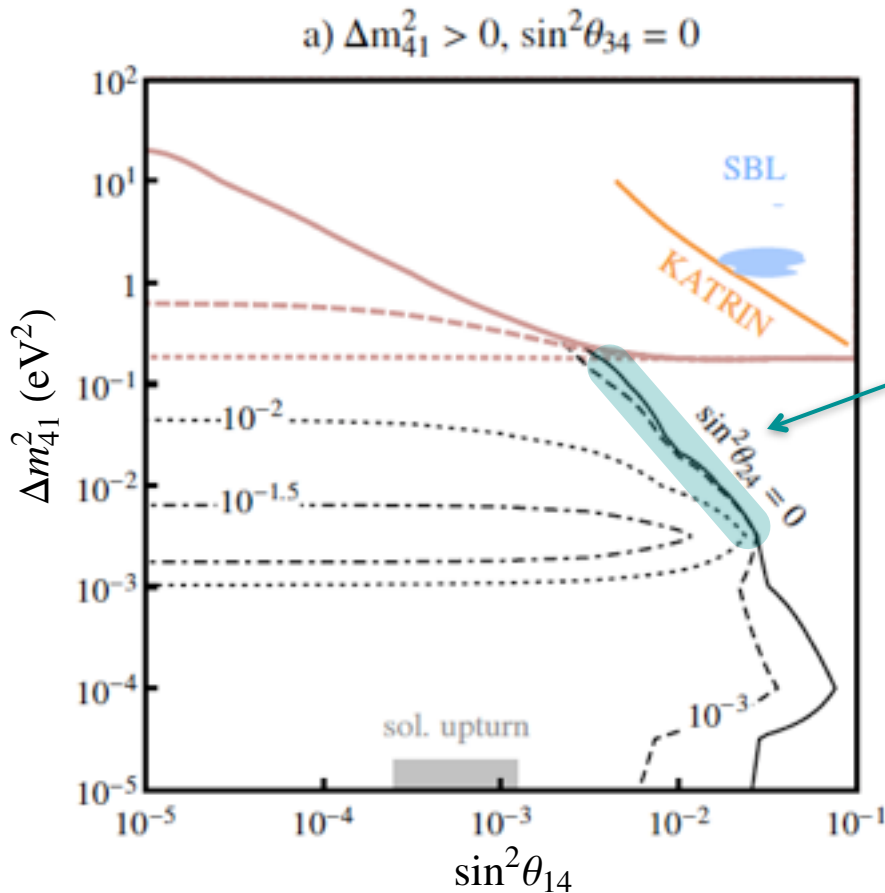 a) Δm²₄₁ > 0, sin²θ₃₄ = 0
10²
10¹
1
10⁻¹
10⁻²
10⁻³
10⁻⁴
10⁻⁵
Δm²₄₁ (eV²)
SBL
KATRIN
10⁻²
sin²θ₂₄ = 0
10⁻¹·⁵
10⁻³
sol. upturn
10⁻⁵ 10⁻⁴ 10⁻³ 10⁻² 10⁻¹
sin²θ₁₄